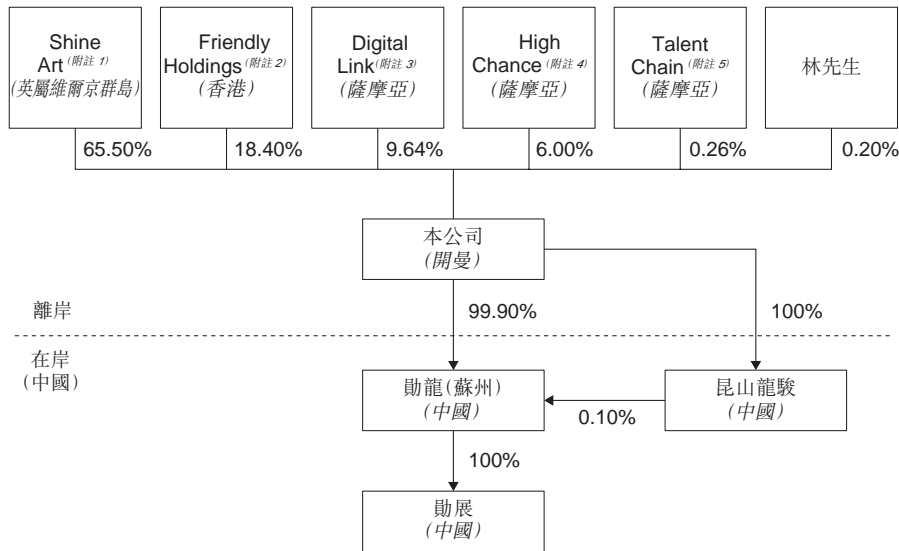 Shine
Art (附註 1)
(英屬維爾京群島)
Friendly
Holdings (附註 2)
(香港)
Digital
Link (附註 3)
(薩摩亞)
High
Chance (附註 4)
(薩摩亞)
Talent
Chain (附註 5)
(薩摩亞)
林先生
65.50%
18.40%
9.64%
6.00%
0.26%
0.20%
本公司
(開曼)
離岸
99.90%
100%
在岸
(中國)
勛龍(蘇州)
(中國)
0.10%
昆山龍駿
(中國)
100%
勛展
(中國)